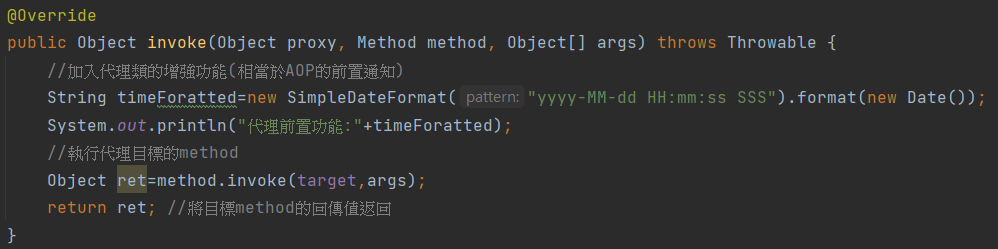 @Override
public Object invoke(Object proxy, Method method, Object[] args) throws Throwable {
//加入代理類的增強功能(相當於AOP的前置通知)
String timeForatted=new SimpleDateFormat( pattern: "yyyy-MM-dd HH:mm:ss SSS").format(new Date());
System.out.println("代理前置功能:"+timeForatted);
//執行代理目標的method
Object ret=method.invoke(target,args);
return ret; //將目標method的回傳值返回
}